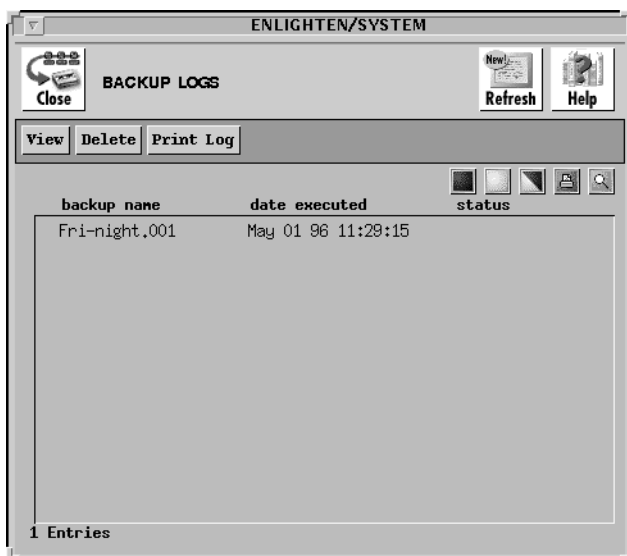 ENLIGHTEN/SYSTEM
Close
BACKUP LOGS
New!
Refresh
Help
View
Delete
Print Log
backup name date executed status
Fri-night.001 May 01 96 11:29:15
1 Entries